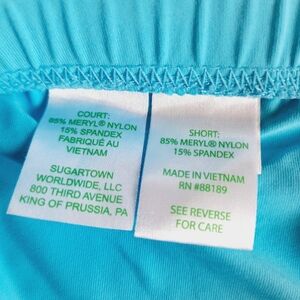 COURT:
85% MERYL® NYLON
15% SPANDEX
FABRIQUÉ AU
VIETNAM
SUGARTOWN
WORLDWIDE, LLC
800 THIRD AVENUE
KING OF PRUSSIA, PA
SHORT:
85% MERYL® NYLON
15% SPANDEX
MADE IN VIETNAM
RN #88189
SEE REVERSE
FOR CARE